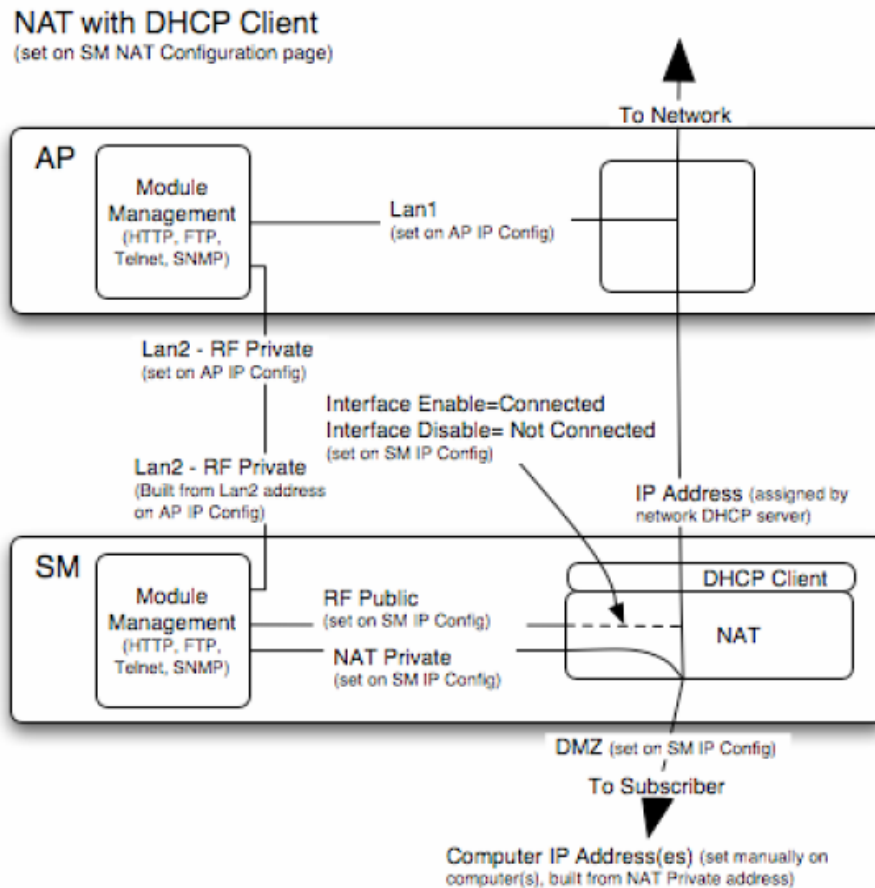 NAT with DHCP Client
(set on SM NAT Configuration page)
To Network
AP
Module
Management
(HTTP, FTP,
Telnet, SNMP)
Lan1
(set on AP IP Config)
Lan2 - RF Private
(set on AP IP Config)
Interface Enable=Connected
Interface Disable= Not Connected
(set on SM IP Config)
Lan2 - RF Private
(Built from Lan2 address
on AP IP Config)
IP Address (assigned by
network DHCP server)
SM
Module
Management
(HTTP, FTP,
Telnet, SNMP)
RF Public
(set on SM IP Config)
NAT Private
(set on SM IP Config)
DHCP Client
NAT
DMZ (set on SM IP Config)
To Subscriber
Computer IP Address(es) (set manually on
computer(s), built from NAT Private address)